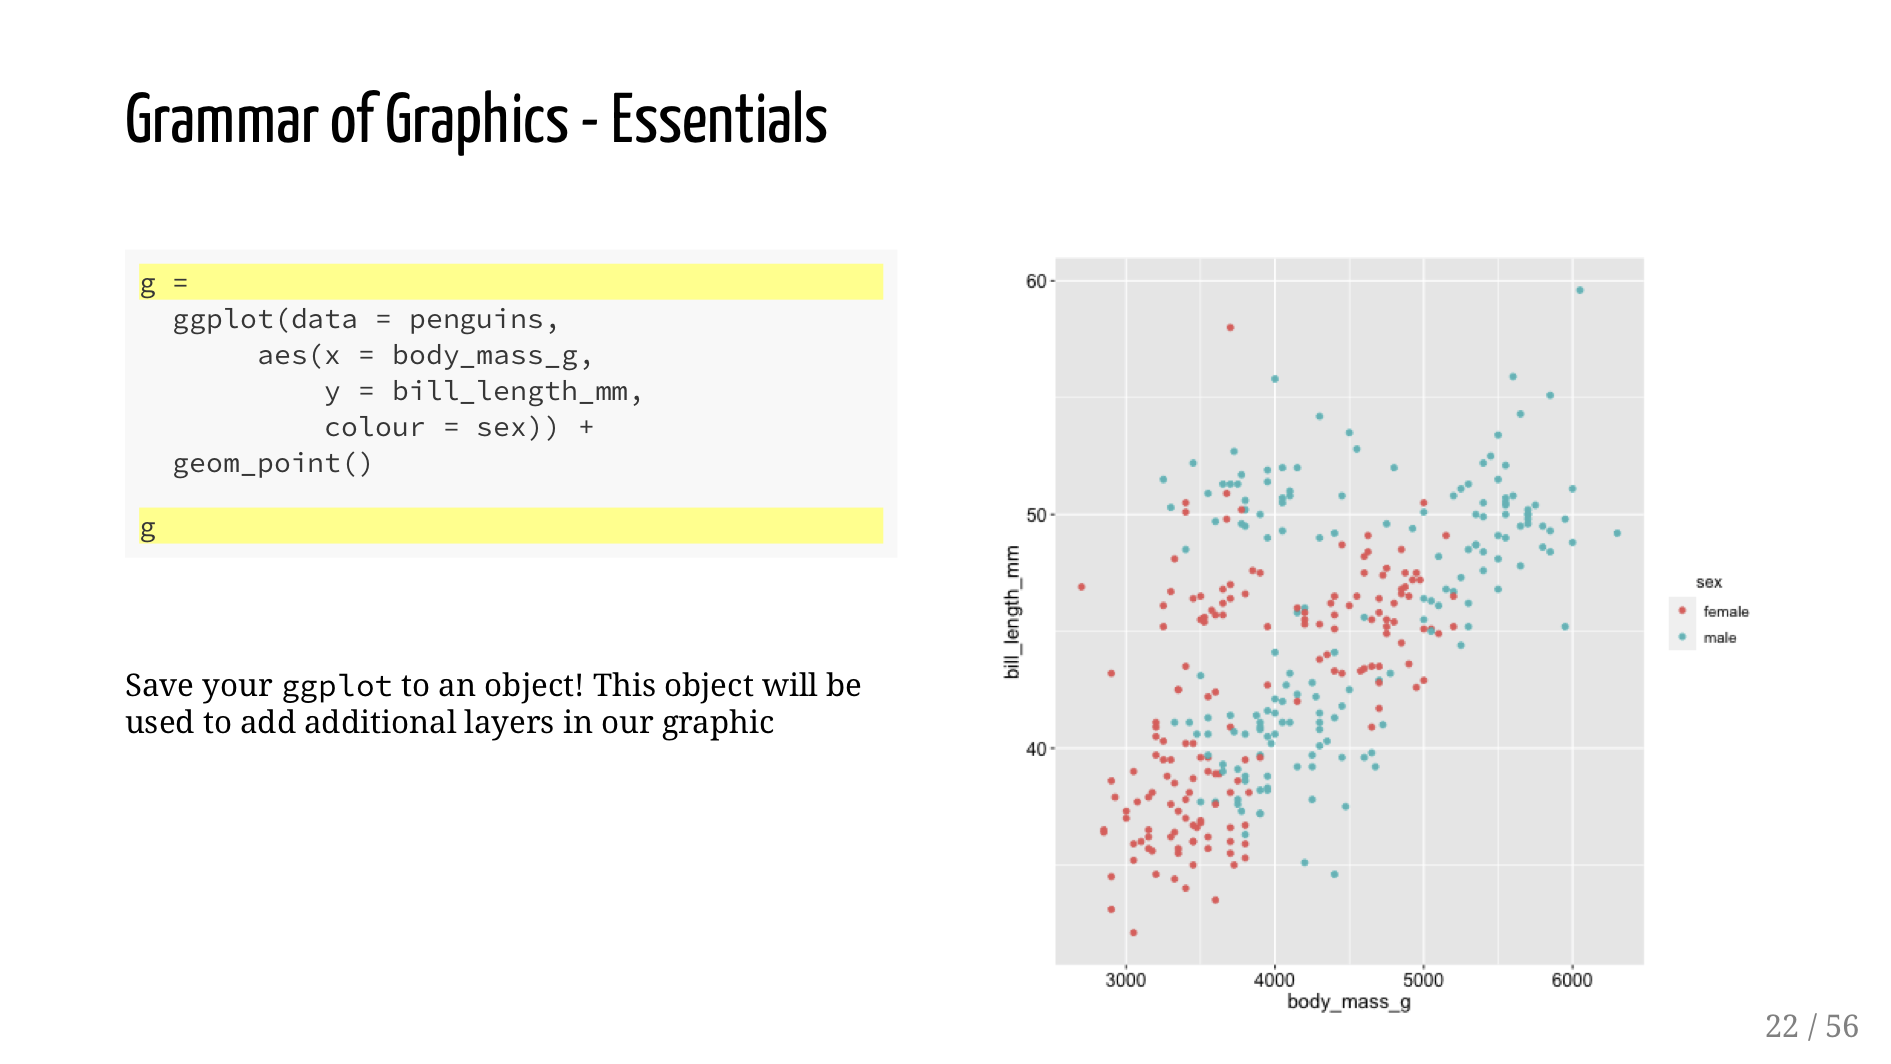 Grammar of Graphics - Essentials
g =
  ggplot(data = penguins,
       aes(x = body_mass_g,
           y = bill_length_mm,
           colour = sex)) +
  geom_point()
g
Save your ggplot to an object! This object will be
used to add additional layers in our graphic
60
50
40
bill_length_mm
3000 4000 5000 6000
body_mass_g
sex
female
male
22 / 56